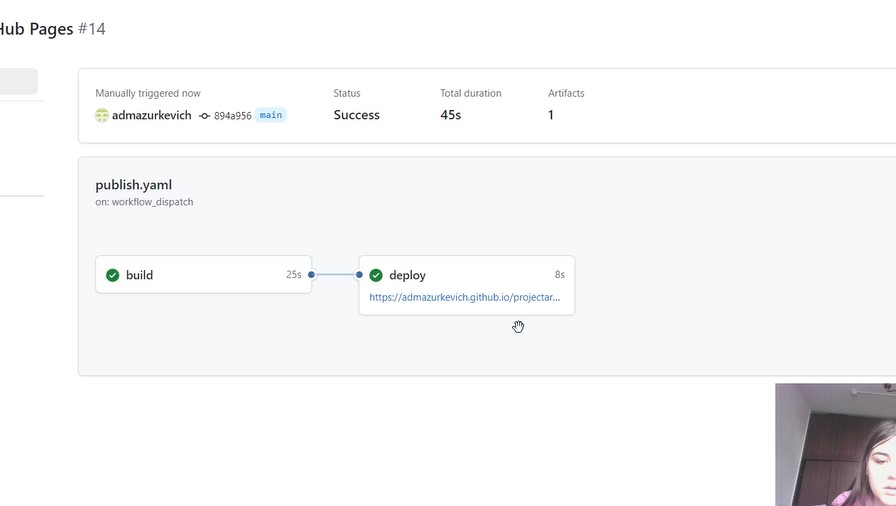 Hub Pages #14
Manually triggered now
Status
Total duration
Artifacts
admazurkevich 894a956 main
Success
45s
1
publish.yaml
on: workflow_dispatch
build 25s
deploy 8s
https://admazurkevich.github.io/projectar...